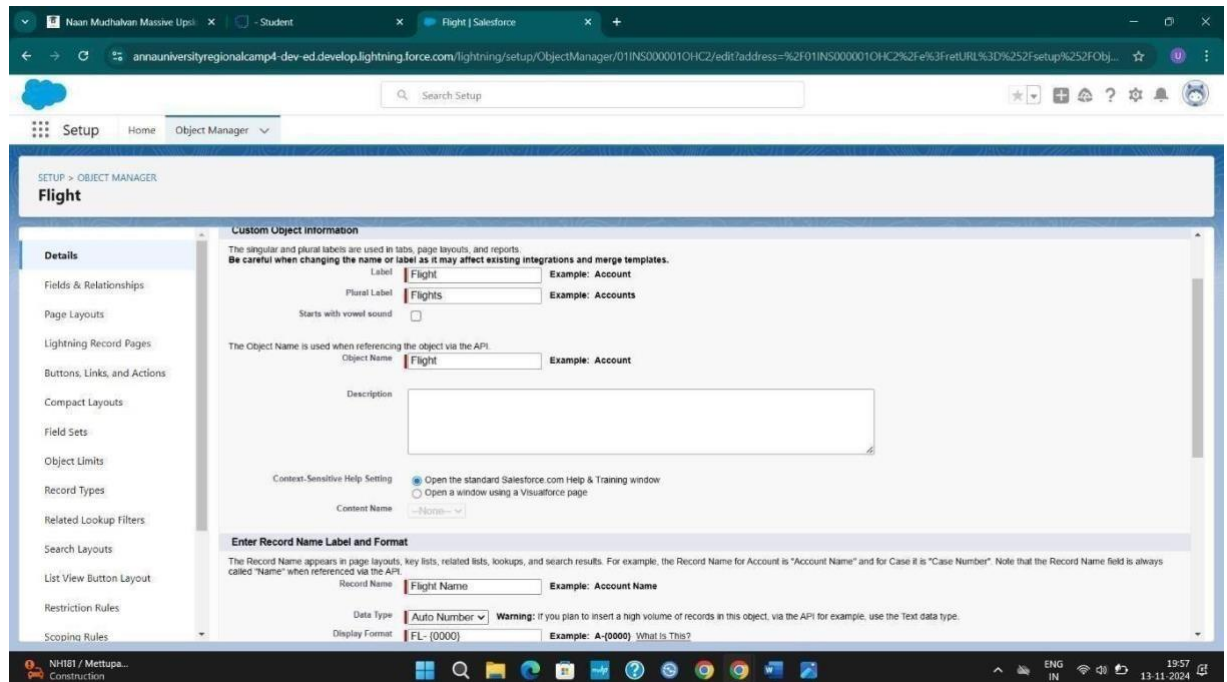 Naan Mudhalvan Massive Upsk
- Student
Flight | Salesforce
annauniversityregionalcamp4-dev-ed.develop.lightning.force.com/lightning/setup/ObjectManager/01INS000001OHC2/edit?address=%2F01INS000001OHC2%2Fe%3FretURL%3D%252Fsetup%252FObj...
U
Search Setup
Setup Home Object Manager
SETUP > OBJECT MANAGER
Flight
Details
Fields & Relationships
Page Layouts
Lightning Record Pages
Buttons, Links, and Actions
Compact Layouts
Field Sets
Object Limits
Record Types
Related Lookup Filters
Search Layouts
List View Button Layout
Restriction Rules
Scoping Rules
Custom Object Information
The singular and plural labels are used in tabs, page layouts, and reports.
Be careful when changing the name or label as it may affect existing integrations and merge templates.
Label Flight Example: Account
Plural Label Flights Example: Accounts
Starts with vowel sound
The Object Name is used when referencing the object via the API.
Object Name Flight Example: Account
Description
Context-Sensitive Help Setting Open the standard Salesforce.com Help & Training window
Open a window using a Visualforce page
Content Name --None--
Enter Record Name Label and Format
The Record Name appears in page layouts, key lists, related lists, lookups, and search results. For example, the Record Name for Account is "Account Name" and for Case it is "Case Number". Note that the Record Name field is always
called "Name" when referenced via the API.
Record Name Flight Name Example: Account Name
Data Type Auto Number Warning: If you plan to insert a high volume of records in this object, via the API for example, use the Text data type.
Display Format FL- {0000} Example: A-{0000} What Is This?
NH181 / Mettupa...
Construction
ENG
IN
19:57
13-11-2024